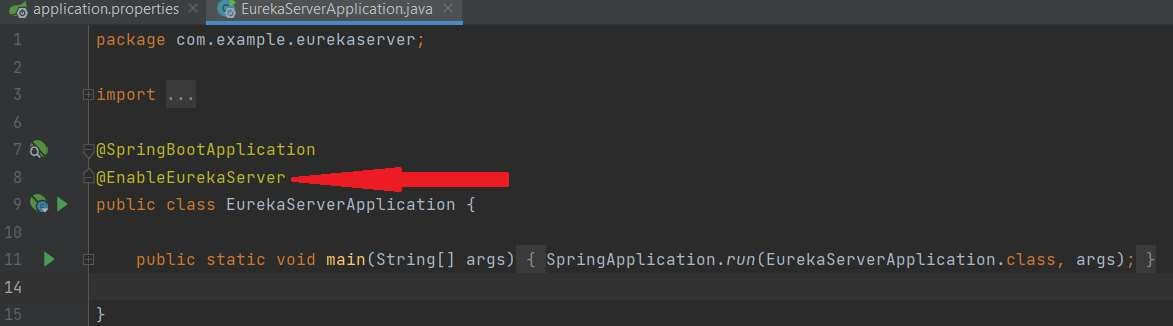 application.properties EurekaServerApplication.java
1 package com.example.eurekaserver;
2
3 import ...
6
7 @SpringBootApplication
8 @EnableEurekaServer
9 public class EurekaServerApplication {
10
11 public static void main(String[] args) { SpringApplication.run(EurekaServerApplication.class, args); }
14
15 }